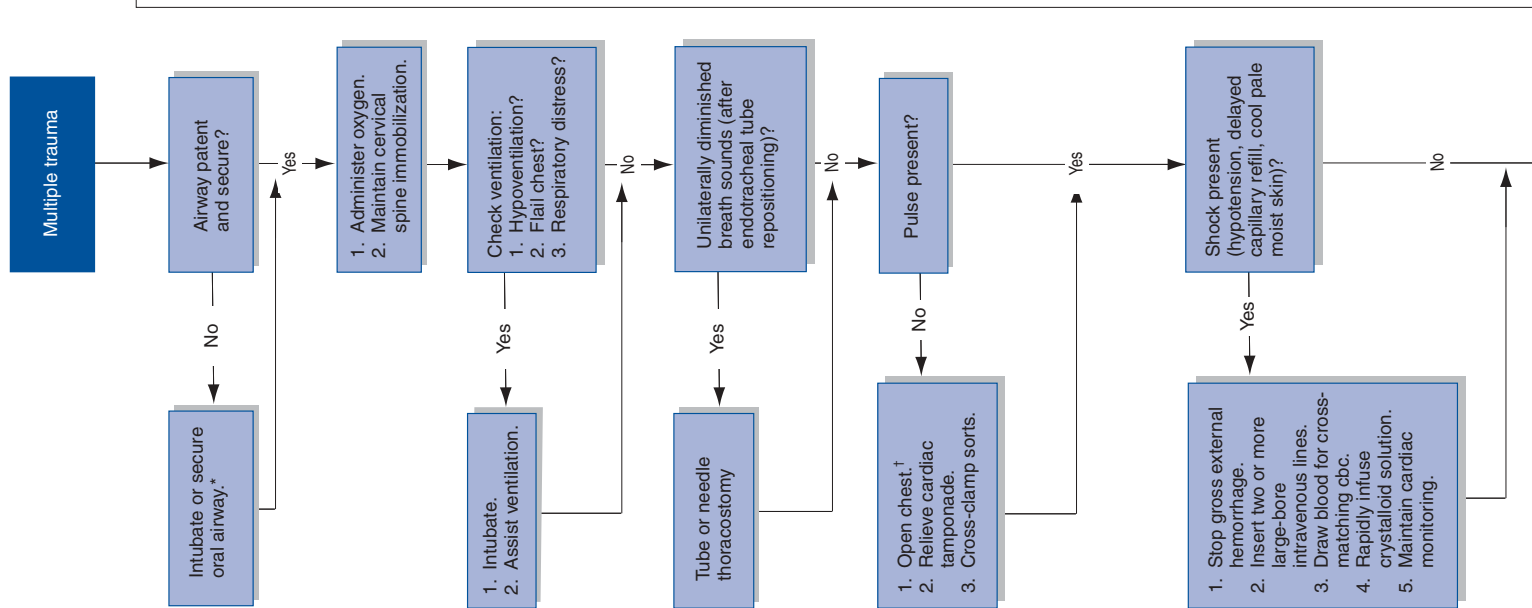 Multiple trauma
Airway patent
and secure?
No
Intubate or secure
oral airway.*
Yes
1. Administer oxygen.
2. Maintain cervical
spine immobilization.
Check ventilation:
1. Hypoventilation?
2. Flail chest?
3. Respiratory distress?
Yes
1. Intubate.
2. Assist ventilation.
No
Unilaterally diminished
breath sounds (after
endotracheal tube
repositioning)?
Yes
Tube or needle
thoracostomy
No
Pulse present?
No
1. Open chest.†
2. Relieve cardiac
tamponade.
3. Cross-clamp sorts.
Yes
Shock present
(hypotension, delayed
capillary refill, cool pale
moist skin)?
Yes
1. Stop gross external
hemorrhage.
2. Insert two or more
large-bore
intravenous lines.
3. Draw blood for cross-
matching cbc.
4. Rapidly infuse
crystalloid solution.
5. Maintain cardiac
monitoring.
No